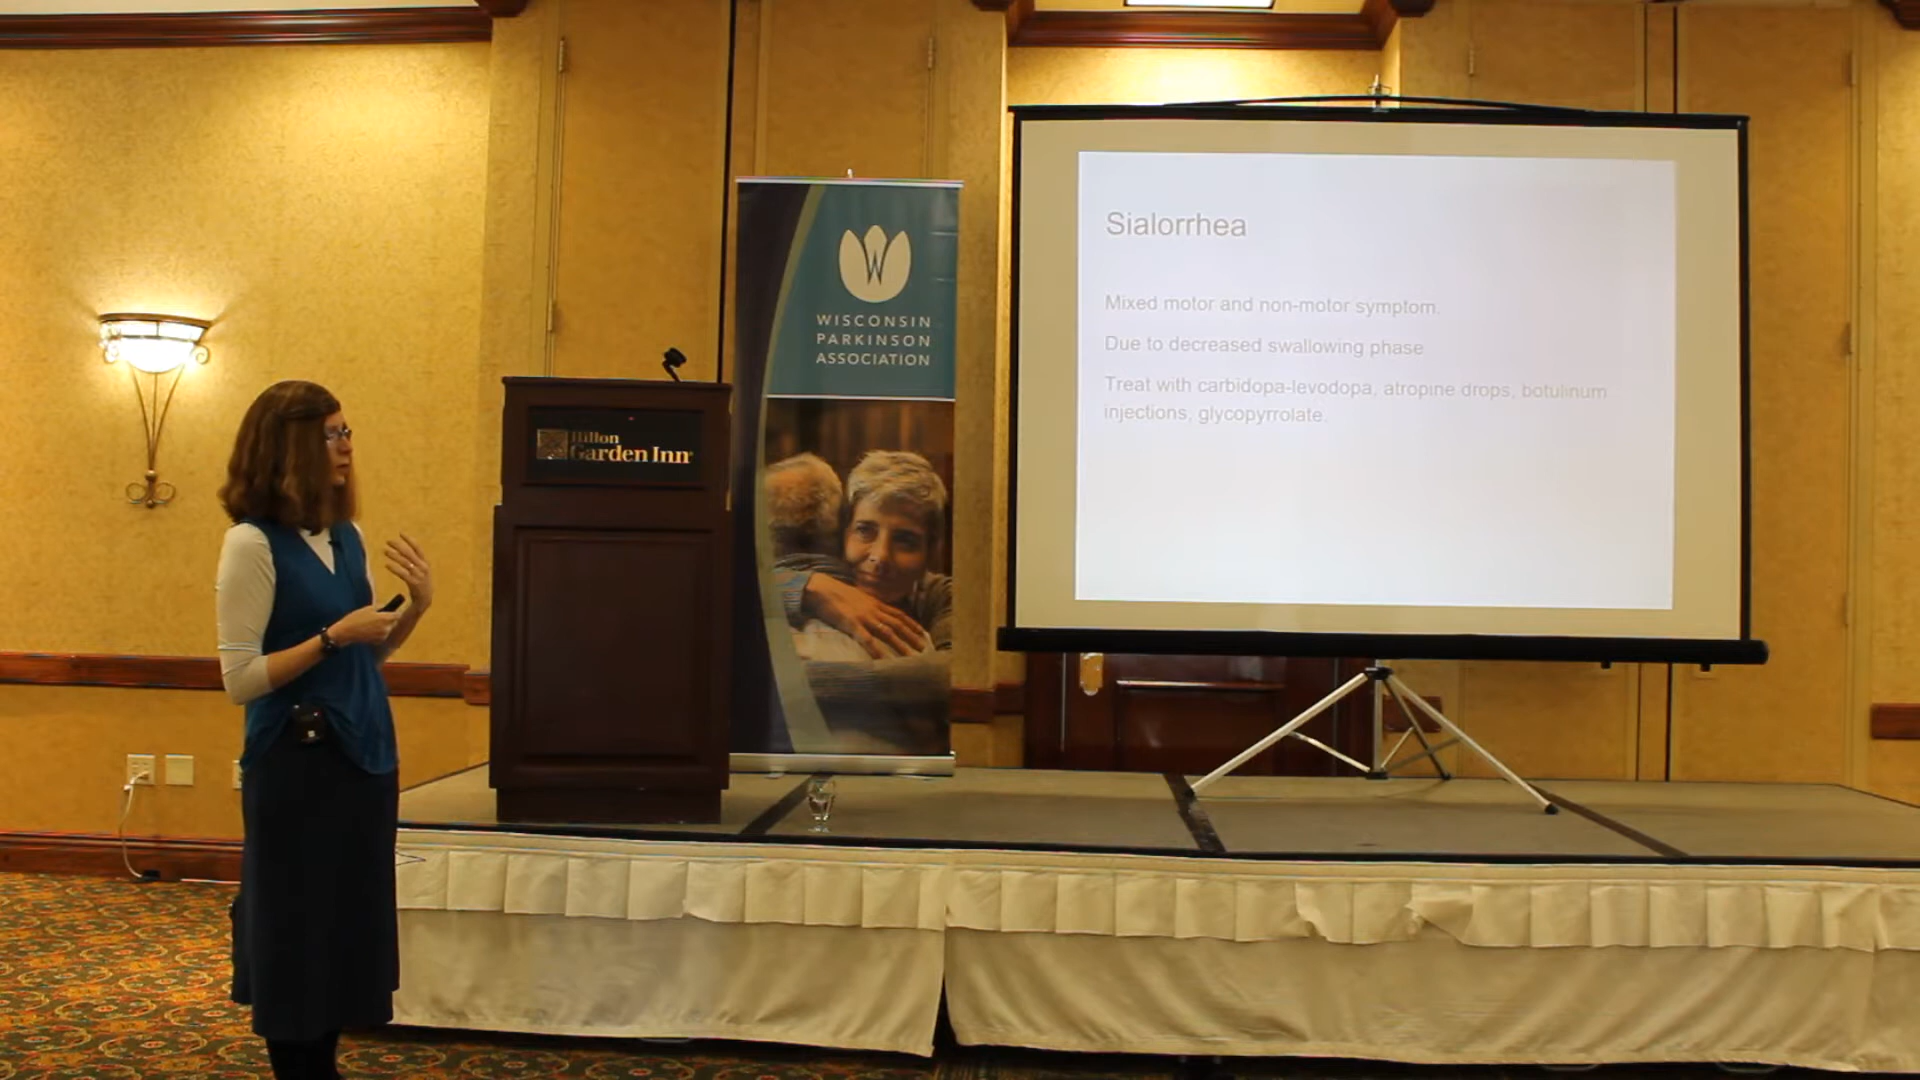 Hilton
Garden Inn
W
WISCONSIN
PARKINSON
ASSOCIATION
Sialorrhea
Mixed motor and non-motor symptom.
Due to decreased swallowing phase
Treat with carbidopa-levodopa, atropine drops, botulinum
injections, glycopyrrolate.